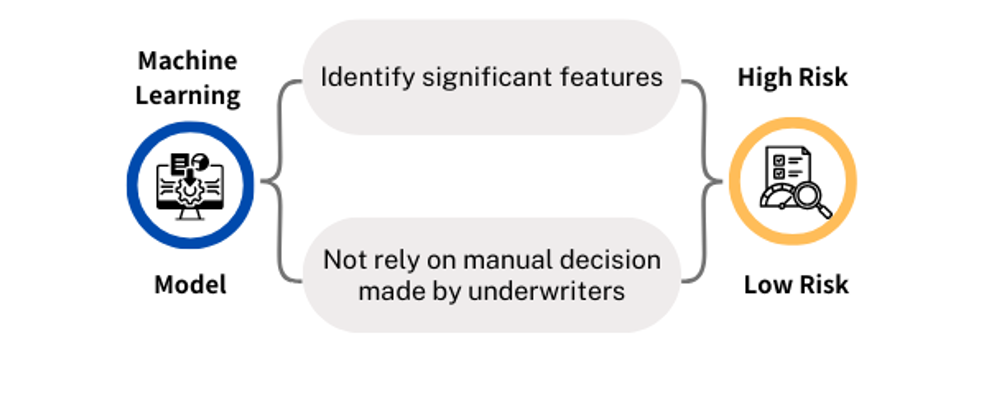 Machine
Learning
Model
Identify significant features
Not rely on manual decision
made by underwriters
High Risk
Low Risk